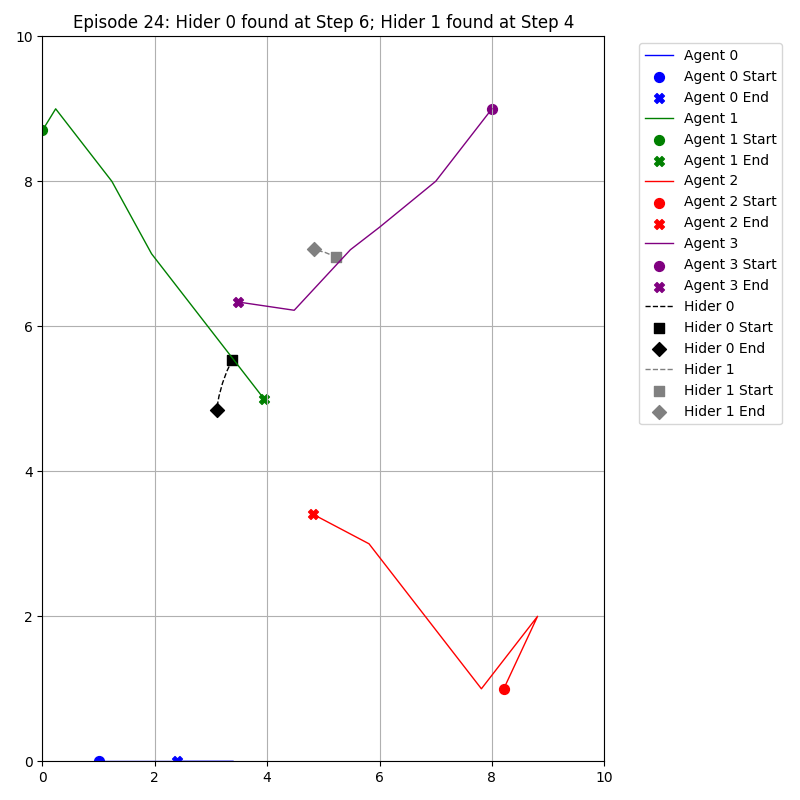 Episode 24: Hider 0 found at Step 6; Hider 1 found at Step 4
10
8
6
4
2
0
0 2 4 6 8 10
Agent 0
Agent 0 Start
Agent 0 End
Agent 1
Agent 1 Start
Agent 1 End
Agent 2
Agent 2 Start
Agent 2 End
Agent 3
Agent 3 Start
Agent 3 End
Hider 0
Hider 0 Start
Hider 0 End
Hider 1
Hider 1 Start
Hider 1 End